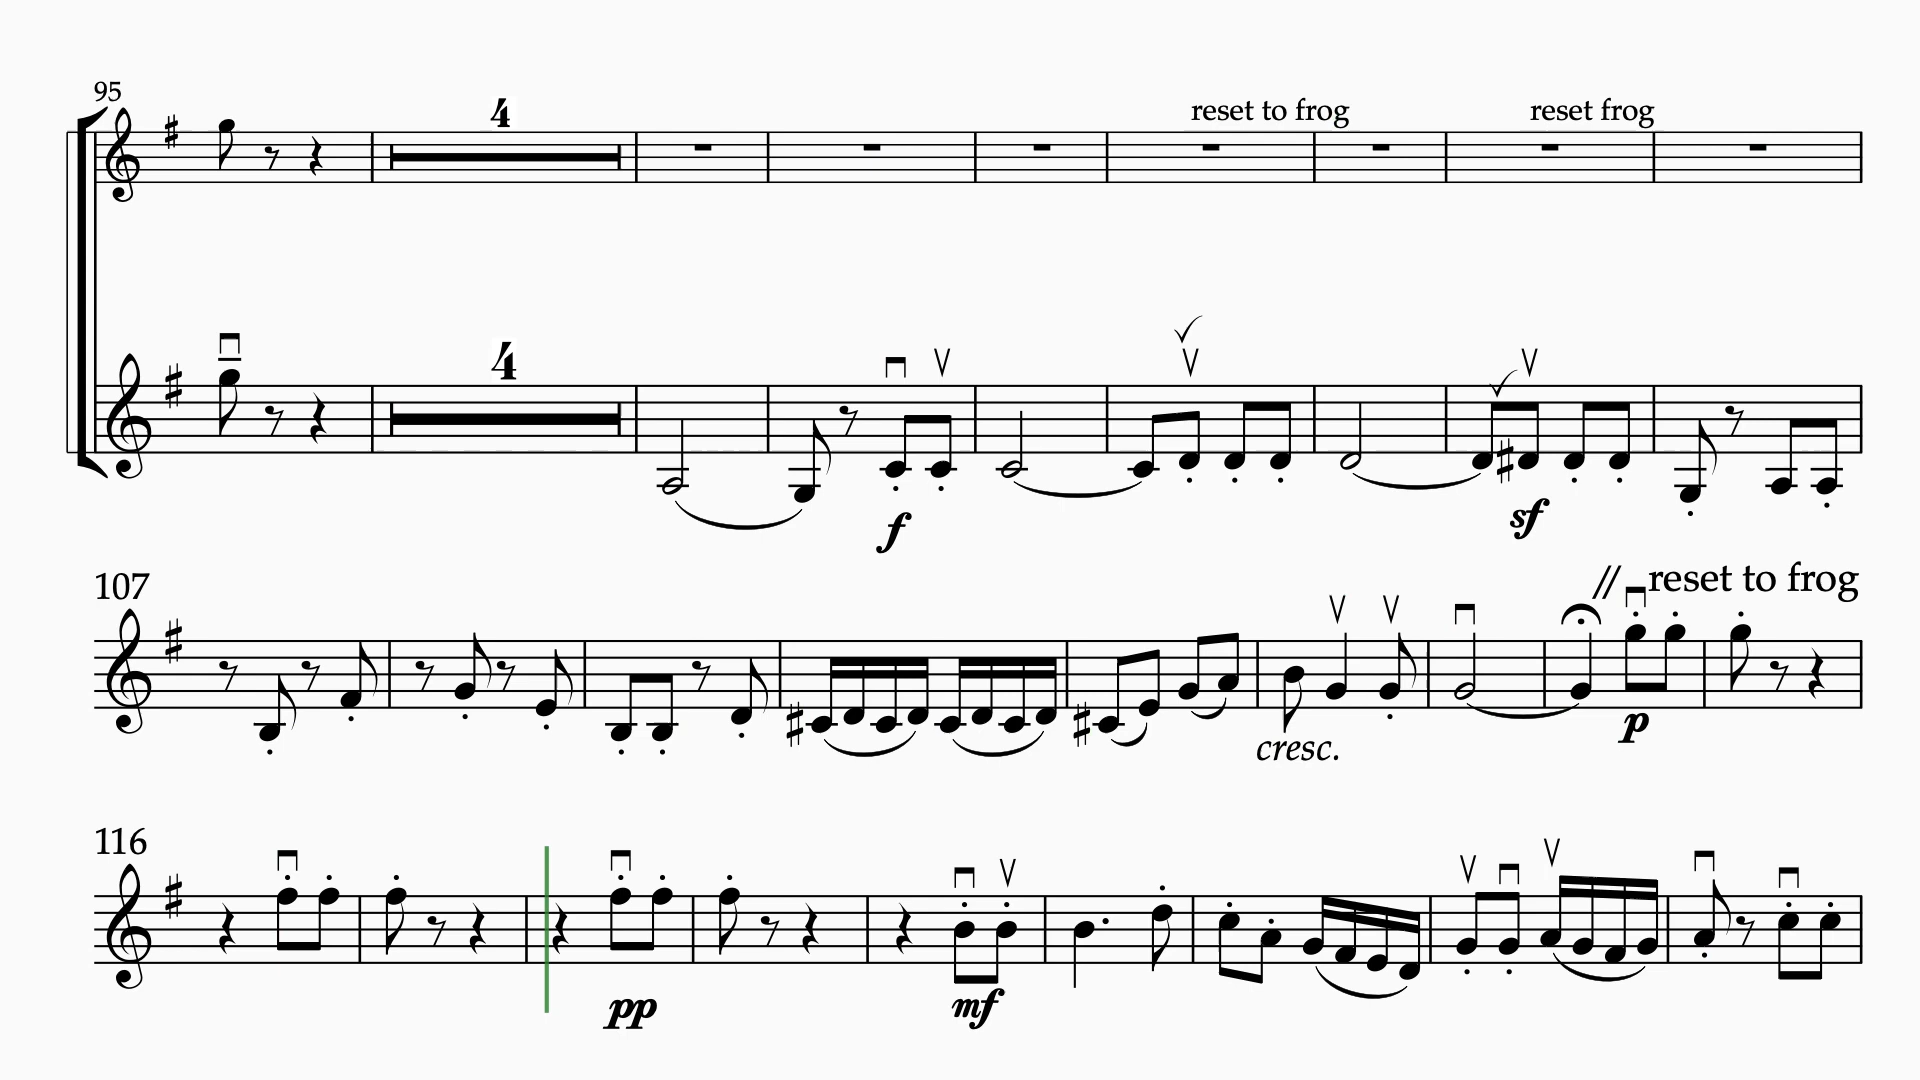 95
4
reset to frog
reset frog
4
f
sf
107
// reset to frog
cresc.
p
116
pp
mf